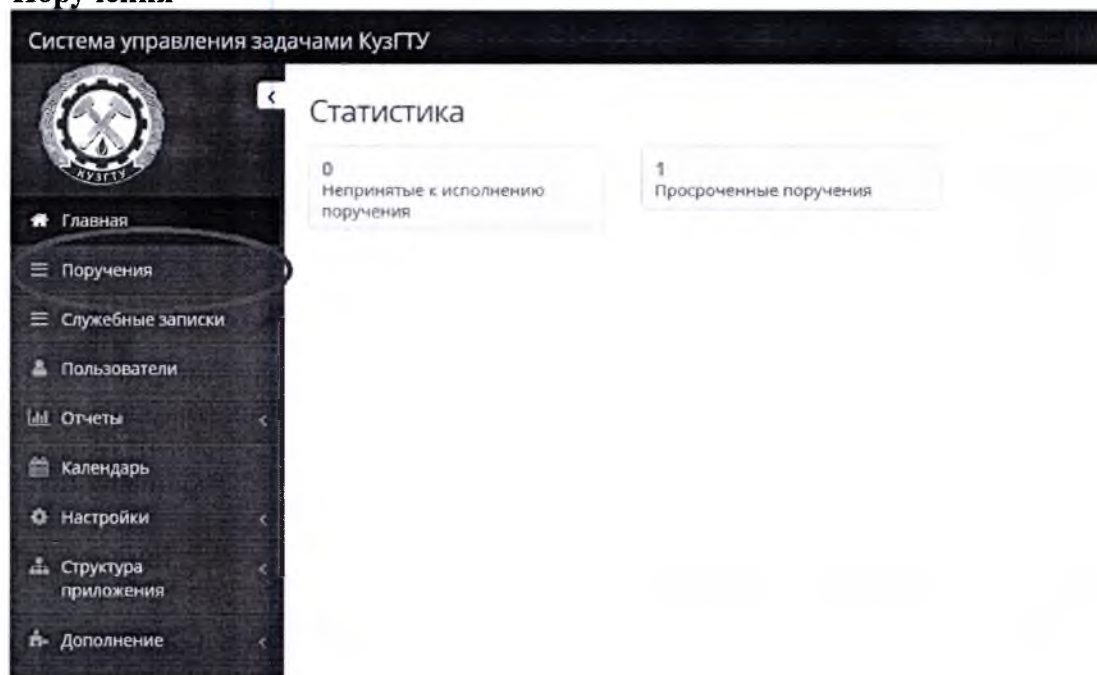 Поручения
Система управления задачами КузГТУ
КУЗГТУ
Статистика
0
Непринятые к исполнению
поручения
1
Просроченные поручения
Главная
Поручения
Служебные записки
Пользователи
Отчеты
Календарь
Настройки
Структура
приложения
Дополнение